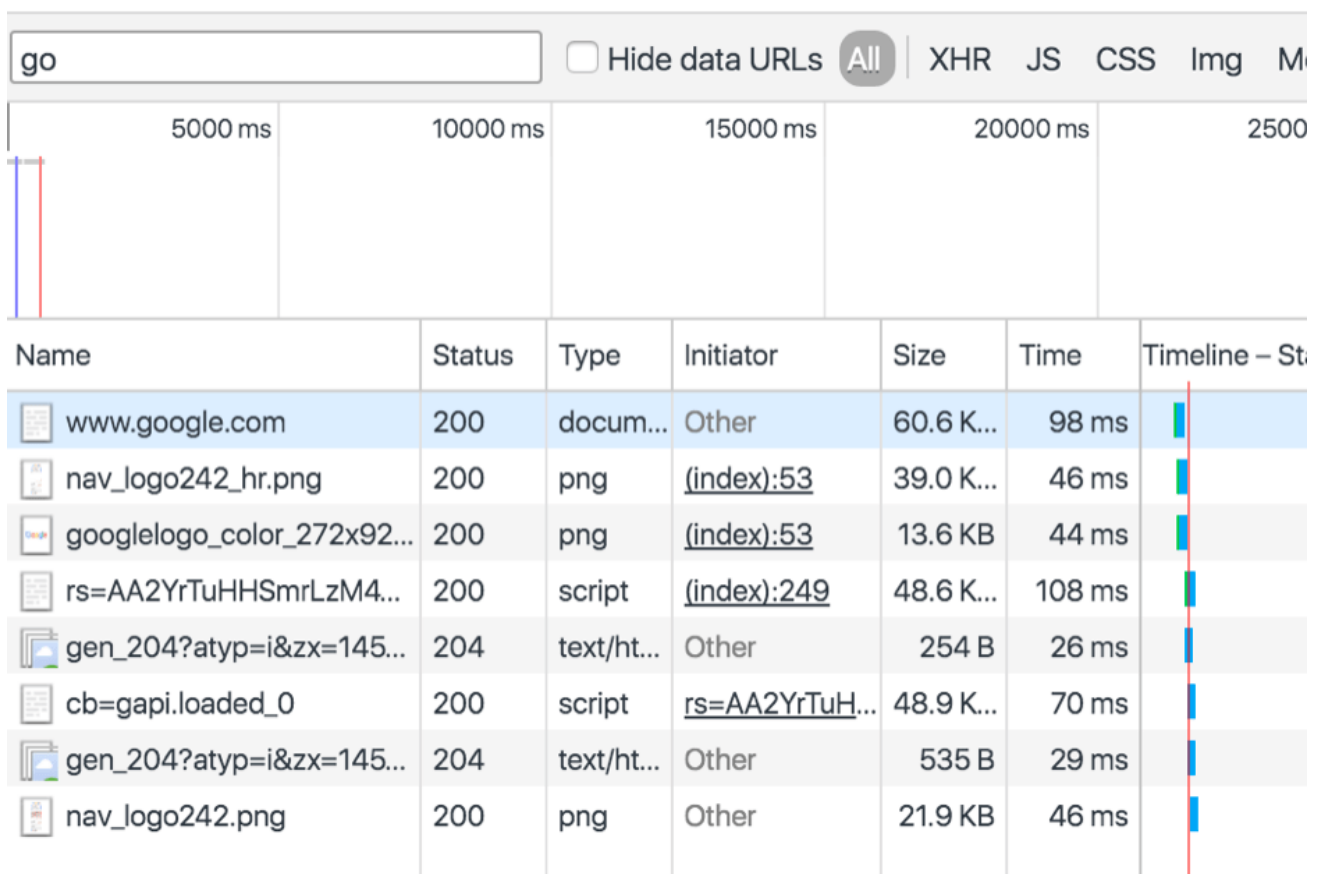 go Hide data URLs All XHR JS CSS Img M
5000 ms 10000 ms 15000 ms 20000 ms 2500
Name Status Type Initiator Size Time Timeline – Sta
www.google.com 200 docum... Other 60.6 K... 98 ms
nav_logo242_hr.png 200 png (index):53 39.0 K... 46 ms
googlelogo_color_272x92... 200 png (index):53 13.6 KB 44 ms
rs=AA2YrTuHHSmrLzM4... 200 script (index):249 48.6 K... 108 ms
gen_204?atyp=i&zx=145... 204 text/ht... Other 254 B 26 ms
cb=gapi.loaded_0 200 script rs=AA2YrTuH... 48.9 K... 70 ms
gen_204?atyp=i&zx=145... 204 text/ht... Other 535 B 29 ms
nav_logo242.png 200 png Other 21.9 KB 46 ms